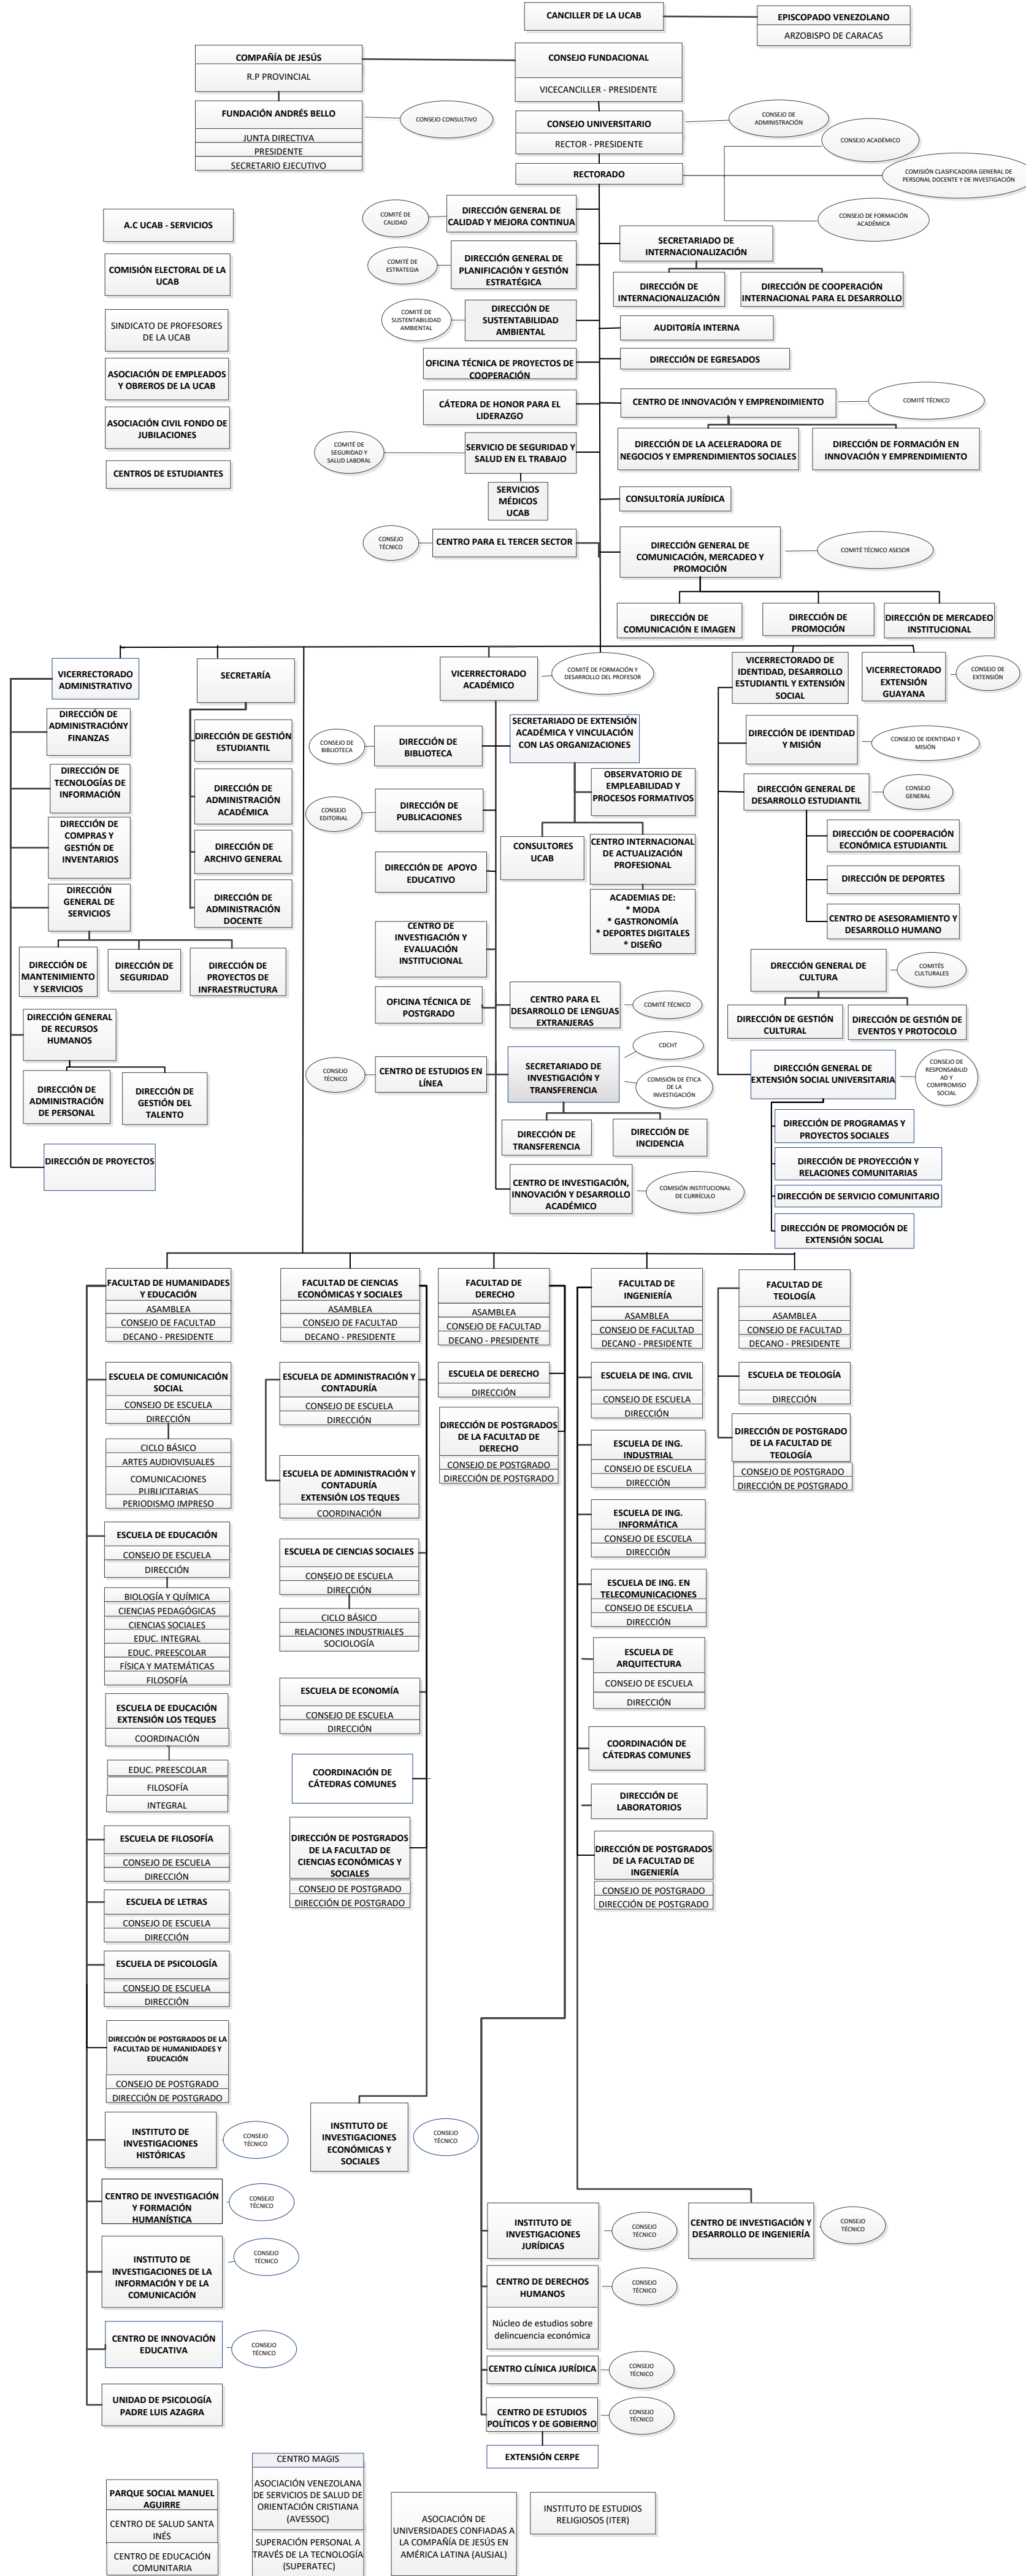 CANCILLER DE LA UCAB
EPISCOPADO VENEZOLANO
ARZOBISPO DE CARACAS
COMPAÑÍA DE JESÚS
R.P PROVINCIAL
CONSEJO FUNDACIONAL
VICECANCILLER - PRESIDENTE
FUNDACIÓN ANDRÉS BELLO
JUNTA DIRECTIVA
PRESIDENTE
SECRETARIO EJECUTIVO
CONSEJO CONSULTIVO
CONSEJO UNIVERSITARIO
RECTOR - PRESIDENTE
CONSEJO DE
ADMINISTRACIÓN
CONSEJO ACADÉMICO
RECTORADO
COMISIÓN CLASIFICADORA GENERAL DE
PERSONAL DOCENTE Y DE INVESTIGACIÓN
CONSEJO DE FORMACIÓN
ACADÉMICA
A.C UCAB - SERVICIOS
COMISIÓN ELECTORAL DE LA
UCAB
SINDICATO DE PROFESORES
DE LA UCAB
ASOCIACIÓN DE EMPLEADOS
Y OBREROS DE LA UCAB
ASOCIACIÓN CIVIL FONDO DE
JUBILACIONES
CENTROS DE ESTUDIANTES
COMITÉ DE
CALIDAD
DIRECCIÓN GENERAL DE
CALIDAD Y MEJORA CONTINUA
COMITÉ DE
ESTRATEGIA
DIRECCIÓN GENERAL DE
PLANIFICACIÓN Y GESTIÓN
ESTRATÉGICA
COMITÉ DE
SUSTENTABILIDAD
AMBIENTAL
DIRECCIÓN DE
SUSTENTABILIDAD
AMBIENTAL
OFICINA TÉCNICA DE PROYECTOS DE
COOPERACIÓN
CÁTEDRA DE HONOR PARA EL
LIDERAZGO
COMITÉ DE
SEGURIDAD Y
SALUD LABORAL
SERVICIO DE SEGURIDAD Y
SALUD EN EL TRABAJO
SERVICIOS
MÉDICOS
UCAB
CONSEJO
TÉCNICO
CENTRO PARA EL TERCER SECTOR
SECRETARIADO DE
INTERNACIONALIZACIÓN
DIRECCIÓN DE
INTERNACIONALIZACIÓN
DIRECCIÓN DE COOPERACIÓN
INTERNACIONAL PARA EL DESARROLLO
AUDITORÍA INTERNA
DIRECCIÓN DE EGRESADOS
CENTRO DE INNOVACIÓN Y EMPRENDIMIENTO
COMITÉ TÉCNICO
DIRECCIÓN DE LA ACELERADORA DE
NEGOCIOS Y EMPRENDIMIENTOS SOCIALES
DIRECCIÓN DE FORMACIÓN EN
INNOVACIÓN Y EMPRENDIMIENTO
CONSULTORÍA JURÍDICA
DIRECCIÓN GENERAL DE
COMUNICACIÓN, MERCADEO Y
PROMOCIÓN
COMITÉ TÉCNICO ASESOR
DIRECCIÓN DE
COMUNICACIÓN E IMAGEN
DIRECCIÓN DE
PROMOCIÓN
DIRECCIÓN DE MERCADEO
INSTITUCIONAL
VICERRECTORADO
ADMINISTRATIVO
DIRECCIÓN DE
ADMINISTRACIÓNY
FINANZAS
DIRECCIÓN DE
TECNOLOGÍAS DE
INFORMACIÓN
DIRECCIÓN DE
COMPRAS Y
GESTIÓN DE
INVENTARIOS
DIRECCIÓN
GENERAL DE
SERVICIOS
DIRECCIÓN DE
MANTENIMIENTO
Y SERVICIOS
DIRECCIÓN DE
SEGURIDAD
DIRECCIÓN DE
PROYECTOS DE
INFRAESTRUCTURA
DIRECCIÓN GENERAL
DE RECURSOS
HUMANOS
DIRECCIÓN DE
ADMINISTRACIÓN
DE PERSONAL
DIRECCIÓN DE
GESTIÓN DEL
TALENTO
DIRECCIÓN DE PROYECTOS
SECRETARÍA
DIRECCIÓN DE GESTIÓN
ESTUDIANTIL
DIRECCIÓN DE
ADMINISTRACIÓN
ACADÉMICA
DIRECCIÓN DE
ARCHIVO GENERAL
DIRECCIÓN DE
ADMINISTRACIÓN
DOCENTE
VICERRECTORADO
ACADÉMICO
COMITÉ DE FORMACIÓN Y
DESARROLLO DEL PROFESOR
CONSEJO DE
BIBLIOTECA
DIRECCIÓN DE
BIBLIOTECA
CONSEJO
EDITORIAL
DIRECCIÓN DE
PUBLICACIONES
DIRECCIÓN DE APOYO
EDUCATIVO
CENTRO DE
INVESTIGACIÓN Y
EVALUACIÓN
INSTITUCIONAL
OFICINA TÉCNICA DE
POSTGRADO
CONSEJO
TÉCNICO
CENTRO DE ESTUDIOS EN
LÍNEA
SECRETARIADO DE EXTENSIÓN
ACADÉMICA Y VINCULACIÓN
CON LAS ORGANIZACIONES
OBSERVATORIO DE
EMPLEABILIDAD Y
PROCESOS FORMATIVOS
CONSULTORES
UCAB
CENTRO INTERNACIONAL
DE ACTUALIZACIÓN
PROFESIONAL
ACADEMIAS DE:
* MODA
* GASTRONOMÍA
* DEPORTES DIGITALES
* DISEÑO
CENTRO PARA EL
DESARROLLO DE LENGUAS
EXTRANJERAS
COMITÉ TÉCNICO
CDCHT
SECRETARIADO DE
INVESTIGACIÓN Y
TRANSFERENCIA
COMISIÓN DE ÉTICA
DE LA
INVESTIGACIÓN
DIRECCIÓN DE
TRANSFERENCIA
DIRECCIÓN DE
INCIDENCIA
CENTRO DE INVESTIGACIÓN,
INNOVACIÓN Y DESARROLLO
ACADÉMICO
COMISIÓN INSTITUCIONAL
DE CURRÍCULO
VICERRECTORADO DE
IDENTIDAD, DESARROLLO
ESTUDIANTIL Y EXTENSIÓN
SOCIAL
VICERRECTORADO
EXTENSIÓN
GUAYANA
CONSEJO DE
EXTENSIÓN
DIRECCIÓN DE IDENTIDAD
Y MISIÓN
CONSEJO DE IDENTIDAD Y
MISIÓN
DIRECCIÓN GENERAL DE
DESARROLLO ESTUDIANTIL
CONSEJO
GENERAL
DIRECCIÓN DE COOPERACIÓN
ECONÓMICA ESTUDIANTIL
DIRECCIÓN DE DEPORTES
CENTRO DE ASESORAMIENTO Y
DESARROLLO HUMANO
DRECCIÓN GENERAL DE
CULTURA
COMITÉS
CULTURALES
DIRECCIÓN DE GESTIÓN
CULTURAL
DIRECCIÓN DE GESTIÓN DE
EVENTOS Y PROTOCOLO
DIRECCIÓN GENERAL DE
EXTENSIÓN SOCIAL UNIVERSITARIA
CONSEJO DE
RESPONSABILID
AD Y
COMPROMISO
SOCIAL
DIRECCIÓN DE PROGRAMAS Y
PROYECTOS SOCIALES
DIRECCIÓN DE PROYECCIÓN Y
RELACIONES COMUNITARIAS
DIRECCIÓN DE SERVICIO COMUNITARIO
DIRECCIÓN DE PROMOCIÓN DE
EXTENSIÓN SOCIAL
FACULTAD DE HUMANIDADES
Y EDUCACIÓN
ASAMBLEA
CONSEJO DE FACULTAD
DECANO - PRESIDENTE
ESCUELA DE COMUNICACIÓN
SOCIAL
CONSEJO DE ESCUELA
DIRECCIÓN
CICLO BÁSICO
ARTES AUDIOVISUALES
COMUNICACIONES
PUBLICITARIAS
PERIODISMO IMPRESO
ESCUELA DE EDUCACIÓN
CONSEJO DE ESCUELA
DIRECCIÓN
BIOLOGÍA Y QUÍMICA
CIENCIAS PEDAGÓGICAS
CIENCIAS SOCIALES
EDUC. INTEGRAL
EDUC. PREESCOLAR
FÍSICA Y MATEMÁTICAS
FILOSOFÍA
ESCUELA DE EDUCACIÓN
EXTENSIÓN LOS TEQUES
COORDINACIÓN
EDUC. PREESCOLAR
FILOSOFÍA
INTEGRAL
ESCUELA DE FILOSOFÍA
CONSEJO DE ESCUELA
DIRECCIÓN
ESCUELA DE LETRAS
CONSEJO DE ESCUELA
DIRECCIÓN
ESCUELA DE PSICOLOGÍA
CONSEJO DE ESCUELA
DIRECCIÓN
DIRECCIÓN DE POSTGRADOS DE LA
FACULTAD DE HUMANIDADES Y
EDUCACIÓN
CONSEJO DE POSTGRADO
DIRECCIÓN DE POSTGRADO
INSTITUTO DE
INVESTIGACIONES
HISTÓRICAS
CONSEJO
TÉCNICO
CENTRO DE INVESTIGACIÓN
Y FORMACIÓN
HUMANÍSTICA
CONSEJO
TÉCNICO
INSTITUTO DE
INVESTIGACIONES DE LA
INFORMACIÓN Y DE LA
COMUNICACIÓN
CONSEJO
TÉCNICO
CENTRO DE INNOVACIÓN
EDUCATIVA
CONSEJO
TÉCNICO
UNIDAD DE PSICOLOGÍA
PADRE LUIS AZAGRA
FACULTAD DE CIENCIAS
ECONÓMICAS Y SOCIALES
ASAMBLEA
CONSEJO DE FACULTAD
DECANO - PRESIDENTE
ESCUELA DE ADMINISTRACIÓN Y
CONTADURÍA
CONSEJO DE ESCUELA
DIRECCIÓN
ESCUELA DE ADMINISTRACIÓN Y
CONTADURÍA
EXTENSIÓN LOS TEQUES
COORDINACIÓN
ESCUELA DE CIENCIAS SOCIALES
CONSEJO DE ESCUELA
DIRECCIÓN
CICLO BÁSICO
RELACIONES INDUSTRIALES
SOCIOLOGÍA
ESCUELA DE ECONOMÍA
CONSEJO DE ESCUELA
DIRECCIÓN
COORDINACIÓN DE
CÁTEDRAS COMUNES
DIRECCIÓN DE POSTGRADOS
DE LA FACULTAD DE
CIENCIAS ECONÓMICAS Y
SOCIALES
CONSEJO DE POSTGRADO
DIRECCIÓN DE POSTGRADO
INSTITUTO DE
INVESTIGACIONES
ECONÓMICAS Y
SOCIALES
CONSEJO
TÉCNICO
FACULTAD DE
DERECHO
ASAMBLEA
CONSEJO DE FACULTAD
DECANO - PRESIDENTE
ESCUELA DE DERECHO
DIRECCIÓN
DIRECCIÓN DE POSTGRADOS
DE LA FACULTAD DE
DERECHO
CONSEJO DE POSTGRADO
DIRECCIÓN DE POSTGRADO
INSTITUTO DE
INVESTIGACIONES
JURÍDICAS
CONSEJO
TÉCNICO
CENTRO DE DERECHOS
HUMANOS
Núcleo de estudios sobre
delincuencia económica
CONSEJO
TÉCNICO
CENTRO CLÍNICA JURÍDICA
CONSEJO
TÉCNICO
CENTRO DE ESTUDIOS
POLÍTICOS Y DE GOBIERNO
CONSEJO
TÉCNICO
EXTENSIÓN CERPE
FACULTAD DE
INGENIERÍA
ASAMBLEA
CONSEJO DE FACULTAD
DECANO - PRESIDENTE
ESCUELA DE ING. CIVIL
CONSEJO DE ESCUELA
DIRECCIÓN
ESCUELA DE ING.
INDUSTRIAL
CONSEJO DE ESCUELA
DIRECCIÓN
ESCUELA DE ING.
INFORMÁTICA
CONSEJO DE ESCUELA
DIRECCIÓN
ESCUELA DE ING. EN
TELECOMUNICACIONES
CONSEJO DE ESCUELA
DIRECCIÓN
ESCUELA DE
ARQUITECTURA
CONSEJO DE ESCUELA
DIRECCIÓN
COORDINACIÓN DE
CÁTEDRAS COMUNES
DIRECCIÓN DE
LABORATORIOS
DIRECCIÓN DE POSTGRADOS
DE LA FACULTAD DE
INGENIERÍA
CONSEJO DE POSTGRADO
DIRECCIÓN DE POSTGRADO
CENTRO DE INVESTIGACIÓN Y
DESARROLLO DE INGENIERÍA
CONSEJO
TÉCNICO
FACULTAD DE
TEOLOGÍA
ASAMBLEA
CONSEJO DE FACULTAD
DECANO - PRESIDENTE
ESCUELA DE TEOLOGÍA
DIRECCIÓN
DIRECCIÓN DE POSTGRADO
DE LA FACULTAD DE
TEOLOGÍA
CONSEJO DE POSTGRADO
DIRECCIÓN DE POSTGRADO
PARQUE SOCIAL MANUEL
AGUIRRE
CENTRO DE SALUD SANTA
INÉS
CENTRO DE EDUCACIÓN
COMUNITARIA
CENTRO MAGIS
ASOCIACIÓN VENEZOLANA
DE SERVICIOS DE SALUD DE
ORIENTACIÓN CRISTIANA
(AVESSOC)
SUPERACIÓN PERSONAL A
TRAVÉS DE LA TECNOLOGÍA
(SUPERATEC)
ASOCIACIÓN DE
UNIVERSIDADES CONFIADAS A
LA COMPAÑÍA DE JESÚS EN
AMÉRICA LATINA (AUSJAL)
INSTITUTO DE ESTUDIOS
RELIGIOSOS (ITER)